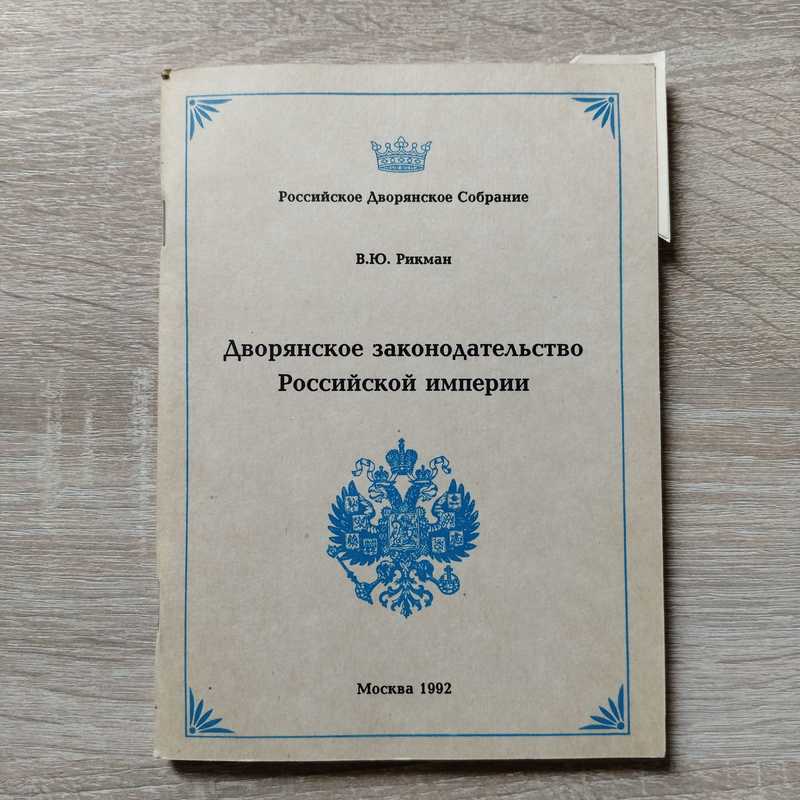 Российское Дворянское Собрание
В.Ю. Рикман
Дворянское законодательство
Российской империи
Москва 1992